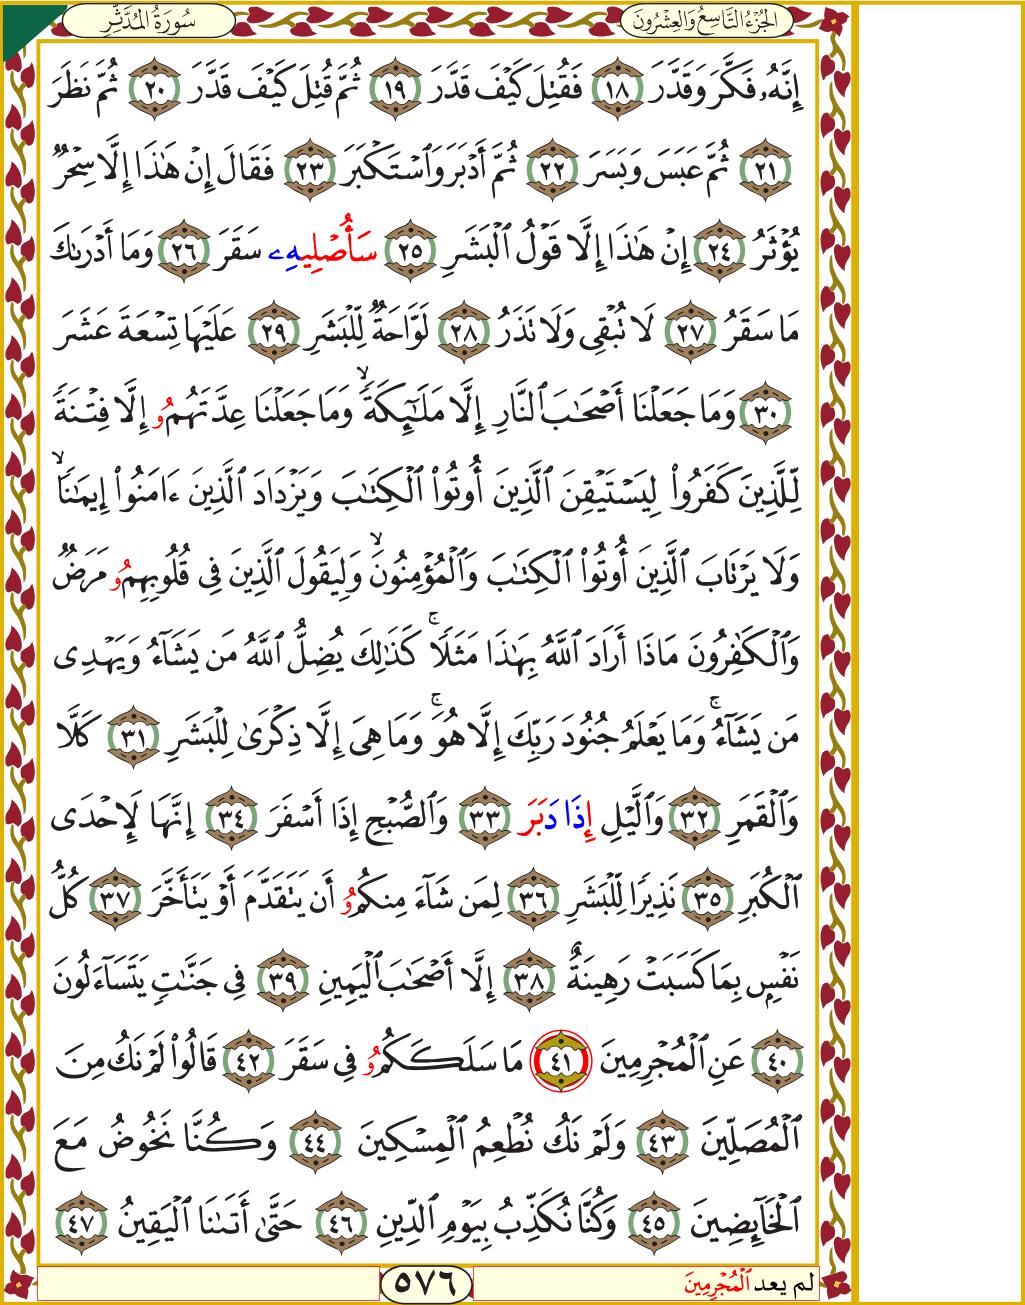 سُورَةُ المُدَّثِّرِ
الجُزْءُ التَّاسِعُ وَالعِشْرُونَ
إِنَّهُۥ فَكَّرَ وَقَدَّرَ ١٨ فَقُتِلَ كَيْفَ قَدَّرَ ١٩ ثُمَّ قُتِلَ كَيْفَ قَدَّرَ ٢٠ ثُمَّ نَظَرَ
٢١ ثُمَّ عَبَسَ وَبَسَرَ ٢٢ ثُمَّ أَدْبَرَ وَٱسْتَكْبَرَ ٢٣ فَقَالَ إِنْ هَٰذَا إِلَّا سِحْرٌ
يُؤْثَرُ ٢٤ إِنْ هَٰذَا إِلَّا قَوْلُ ٱلْبَشَرِ ٢٥ سَأُصْلِيهِۦ سَقَرَ ٢٦ وَمَا أَدْرَىٰكَ
مَا سَقَرُ ٢٧ لَا تُبْقِى وَلَا تَذَرُ ٢٨ لَوَّاحَةٌ لِّلْبَشَرِ ٢٩ عَلَيْهَا تِسْعَةَ عَشَرَ
٣٠ وَمَا جَعَلْنَا أَصْحَٰبَ ٱلنَّارِ إِلَّا مَلَٰٓئِكَةً ۙ وَمَا جَعَلْنَا عِدَّتَهُمُۥ إِلَّا فِتْنَةً
لِّلَّذِينَ كَفَرُوا۟ لِيَسْتَيْقِنَ ٱلَّذِينَ أُوتُوا۟ ٱلْكِتَٰبَ وَيَزْدَادَ ٱلَّذِينَ ءَامَنُوا۟ إِيمَٰنًا ۙ
وَلَا يَرْتَابَ ٱلَّذِينَ أُوتُوا۟ ٱلْكِتَٰبَ وَٱلْمُؤْمِنُونَ ۙ وَلِيَقُولَ ٱلَّذِينَ فِى قُلُوبِهِمُۥ مَرَضٌ
وَٱلْكَٰفِرُونَ مَاذَا أَرَادَ ٱللَّهُ بِهَٰذَا مَثَلًا ۚ كَذَٰلِكَ يُضِلُّ ٱللَّهُ مَن يَشَآءُ وَيَهْدِى
مَن يَشَآءُ ۚ وَمَا يَعْلَمُ جُنُودَ رَبِّكَ إِلَّا هُوَ ۚ وَمَا هِىَ إِلَّا ذِكْرَىٰ لِلْبَشَرِ ٣١ كَلَّا
وَٱلْقَمَرِ ٣٢ وَٱلَّيْلِ إِذَا دَبَرَ ٣٣ وَٱلصُّبْحِ إِذَا أَسْفَرَ ٣٤ إِنَّهَا لَإِحْدَى
ٱلْكُبَرِ ٣٥ نَذِيرًا لِّلْبَشَرِ ٣٦ لِمَن شَآءَ مِنكُمُۥ أَن يَتَقَدَّمَ أَوْ يَتَأَخَّرَ ٣٧ كُلُّ
نَفْسٍ بِمَا كَسَبَتْ رَهِينَةٌ ٣٨ إِلَّا أَصْحَٰبَ ٱلْيَمِينِ ٣٩ فِى جَنَّٰتٍ يَتَسَآءَلُونَ
٤٠ عَنِ ٱلْمُجْرِمِينَ ٤١ مَا سَلَكَكُمُۥ فِى سَقَرَ ٤٢ قَالُوا۟ لَمْ نَكُ مِنَ
ٱلْمُصَلِّينَ ٤٣ وَلَمْ نَكُ نُطْعِمُ ٱلْمِسْكِينَ ٤٤ وَكُنَّا نَخُوضُ مَعَ
ٱلْخَآئِضِينَ ٤٥ وَكُنَّا نُكَذِّبُ بِيَوْمِ ٱلدِّينِ ٤٦ حَتَّىٰ أَتَىٰنَا ٱلْيَقِينُ ٤٧
لم يعد ٱلْمُجْرِمِينَ
٥٧٦